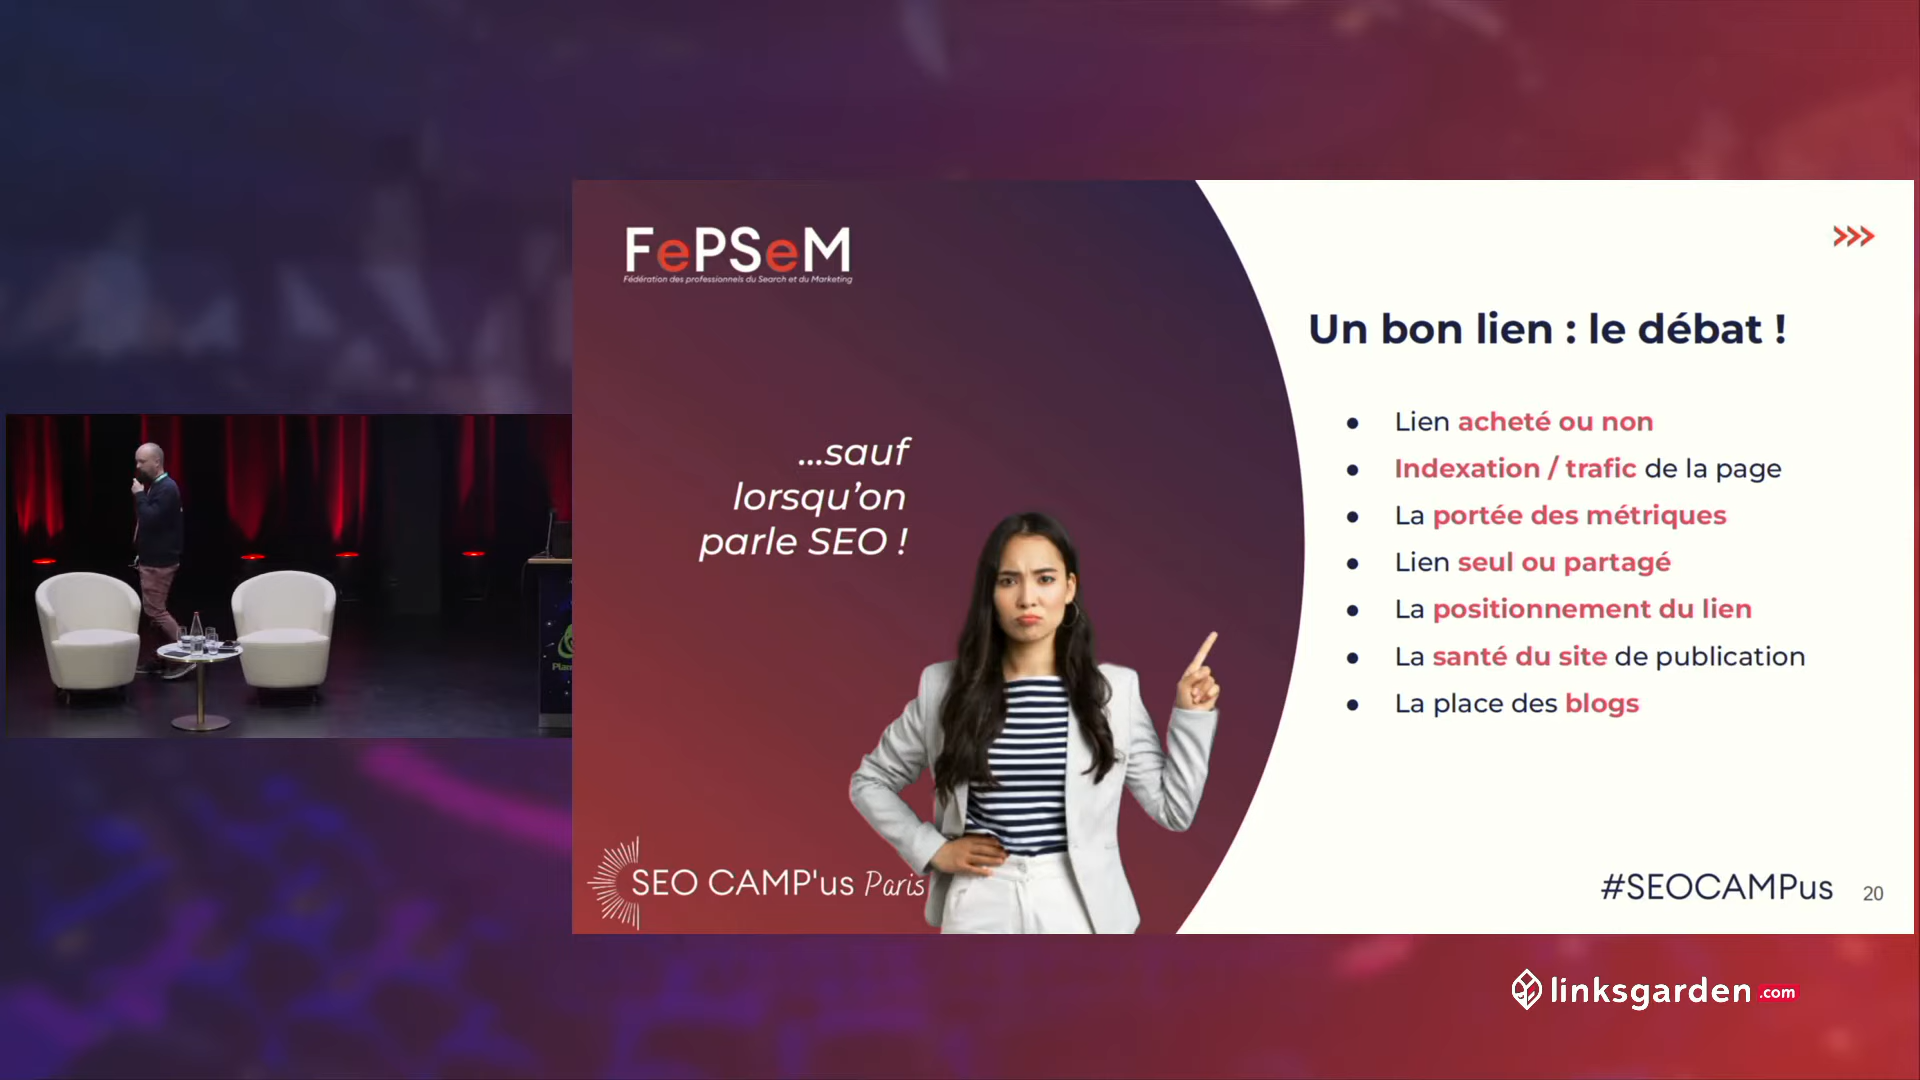 FePSeM
Fédération des professionnels du Search et du Marketing
...sauf
lorsqu'on
parle SEO !
Un bon lien : le débat !
● Lien acheté ou non
● Indexation / trafic de la page
● La portée des métriques
● Lien seul ou partagé
● La positionnement du lien
● La santé du site de publication
● La place des blogs
SEO CAMP'us Paris
#SEOCAMPus
20
linksgarden.com